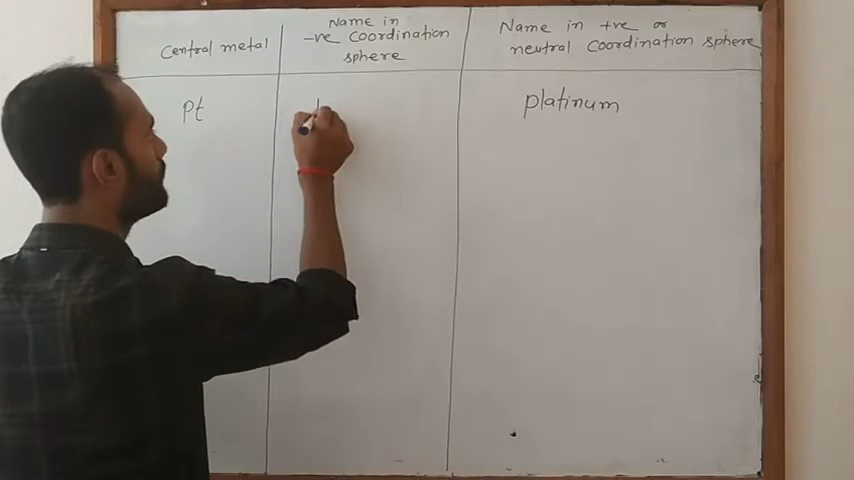 Central metal
Name in
-ve Coordination
sphere
Name in +ve or
neutral Coordination sphere
Pt
platinum